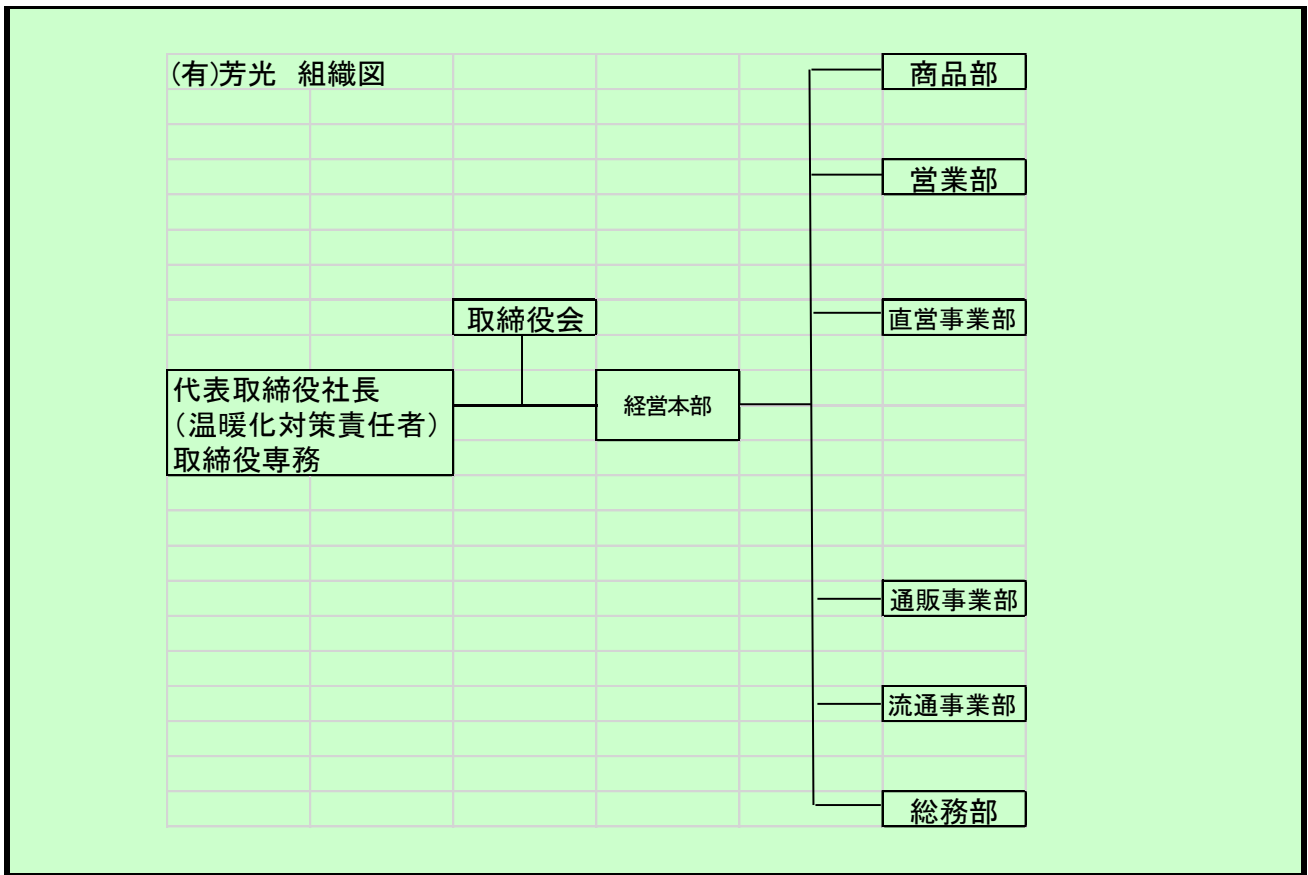 (有)芳光　組織図
商品部
営業部
取締役会
直営事業部
代表取締役社長
（温暖化対策責任者）
取締役専務
経営本部
通販事業部
流通事業部
総務部